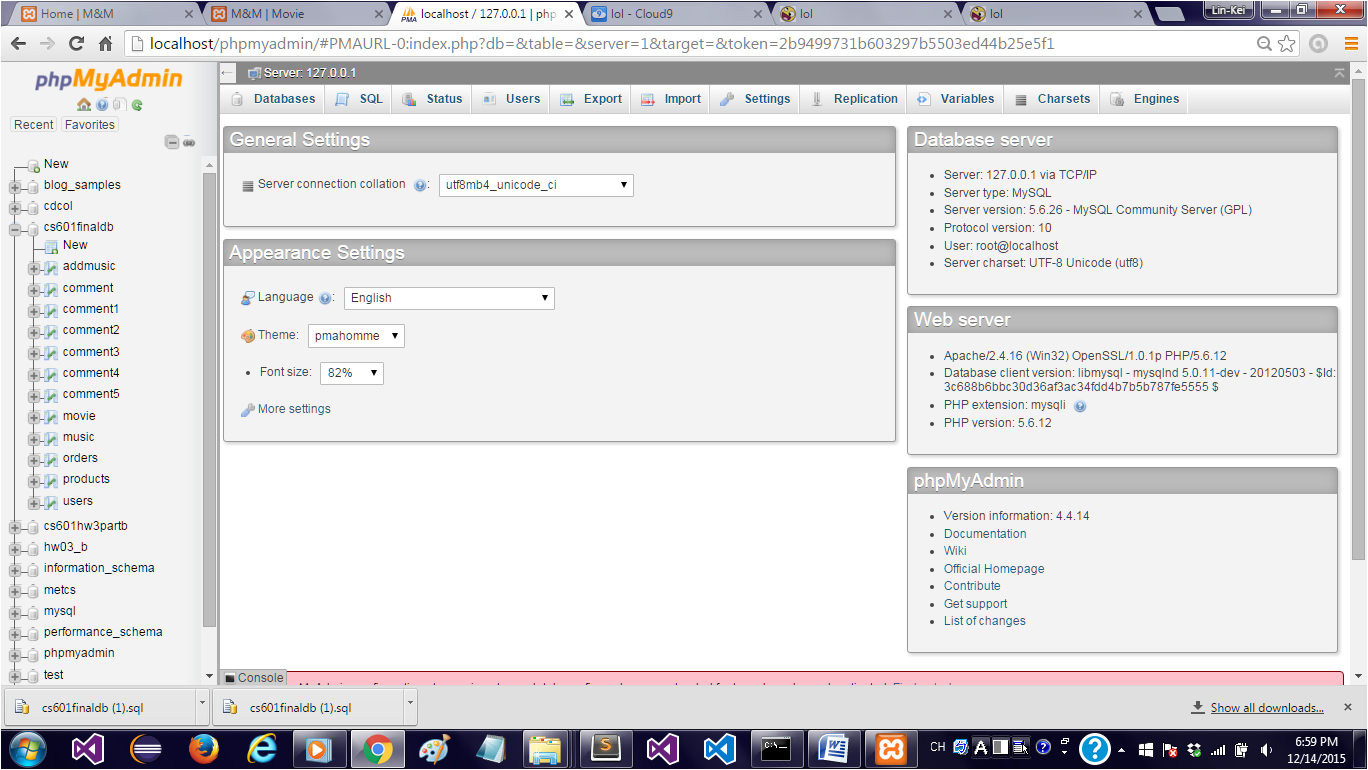 Home | M&M
M&M | Movie
localhost / 127.0.0.1 | php
lol - Cloud9
lol
lol
Lin-Kei
localhost/phpmyadmin/#PMAURL-0:index.php?db=&table=&server=1&target=&token=2b9499731b603297b5503ed44b25e5f1
phpMyAdmin
Recent Favorites
New
blog_samples
cdcol
cs601finaldb
New
addmusic
comment
comment1
comment2
comment3
comment4
comment5
movie
music
orders
products
users
cs601hw3partb
hw03_b
information_schema
metcs
mysql
performance_schema
phpmyadmin
test
Server: 127.0.0.1
Databases SQL Status Users Export Import Settings Replication Variables Charsets Engines
General Settings
Server connection collation : utf8mb4_unicode_ci
Appearance Settings
Language : English
Theme: pmahomme
Font size: 82%
More settings
Database server
Server: 127.0.0.1 via TCP/IP
Server type: MySQL
Server version: 5.6.26 - MySQL Community Server (GPL)
Protocol version: 10
User: root@localhost
Server charset: UTF-8 Unicode (utf8)
Web server
Apache/2.4.16 (Win32) OpenSSL/1.0.1p PHP/5.6.12
Database client version: libmysql - mysqlnd 5.0.11-dev - 20120503 - $Id:
3c688b6bbc30d36af3ac34fdd4b7b5b787fe5555 $
PHP extension: mysqli
PHP version: 5.6.12
phpMyAdmin
Version information: 4.4.14
Documentation
Wiki
Official Homepage
Contribute
Get support
List of changes
Console
cs601finaldb (1).sql
cs601finaldb (1).sql
Show all downloads...
CH
6:59 PM
12/14/2015